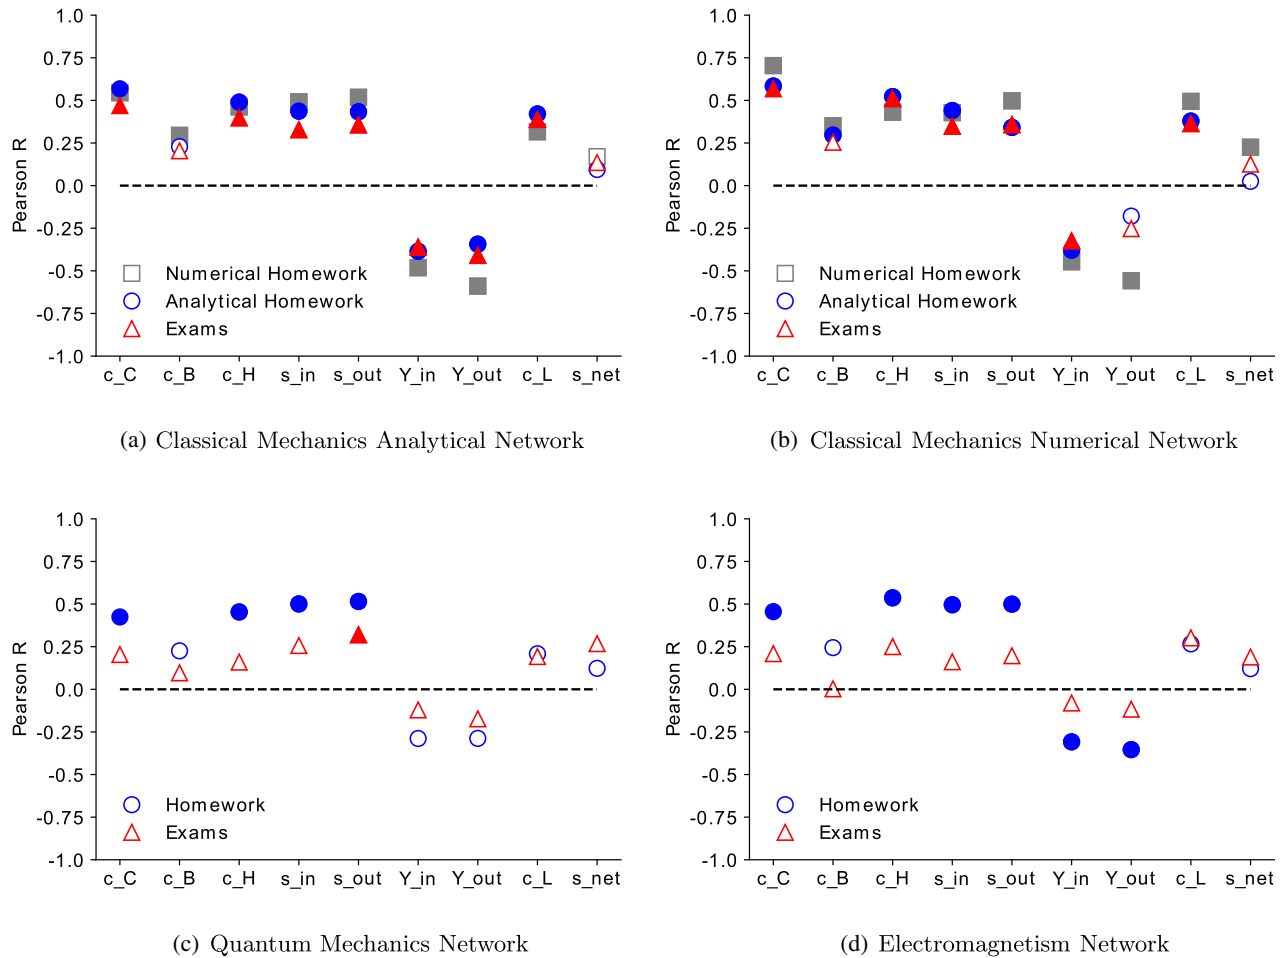 1.0
0.75
0.5
0.25
0.0
-0.25
-0.5
-0.75
-1.0
Pearson R
Numerical Homework
Analytical Homework
Exams
c_C c_B c_H s_in s_out Y_in Y_out c_L s_net
(a) Classical Mechanics Analytical Network
1.0
0.75
0.5
0.25
0.0
-0.25
-0.5
-0.75
-1.0
Pearson R
Numerical Homework
Analytical Homework
Exams
c_C c_B c_H s_in s_out Y_in Y_out c_L s_net
(b) Classical Mechanics Numerical Network
1.0
0.75
0.5
0.25
0.0
-0.25
-0.5
-0.75
-1.0
Pearson R
Homework
Exams
c_C c_B c_H s_in s_out Y_in Y_out c_L s_net
(c) Quantum Mechanics Network
1.0
0.75
0.5
0.25
0.0
-0.25
-0.5
-0.75
-1.0
Pearson R
Homework
Exams
c_C c_B c_H s_in s_out Y_in Y_out c_L s_net
(d) Electromagnetism Network